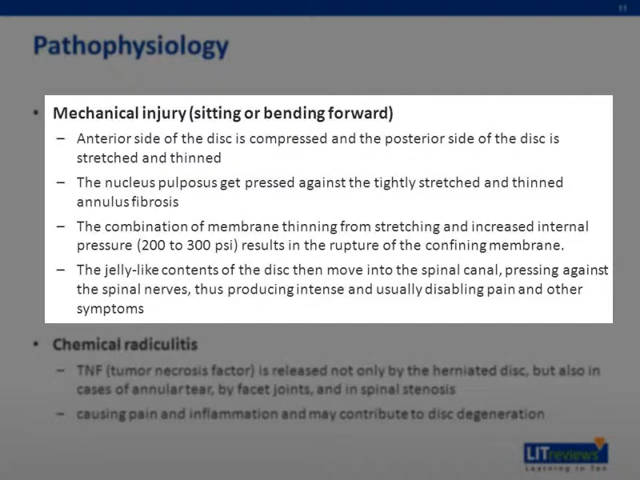 11
Pathophysiology
• Mechanical injury (sitting or bending forward)
– Anterior side of the disc is compressed and the posterior side of the disc is
stretched and thinned
– The nucleus pulposus get pressed against the tightly stretched and thinned
annulus fibrosis
– The combination of membrane thinning from stretching and increased internal
pressure (200 to 300 psi) results in the rupture of the confining membrane.
– The jelly-like contents of the disc then move into the spinal canal, pressing against
the spinal nerves, thus producing intense and usually disabling pain and other
symptoms
• Chemical radiculitis
– TNF (tumor necrosis factor) is released not only by the herniated disc, but also in
cases of annular tear, by facet joints, and in spinal stenosis
– causing pain and inflammation and may contribute to disc degeneration
LITreviews
Learning in Ten